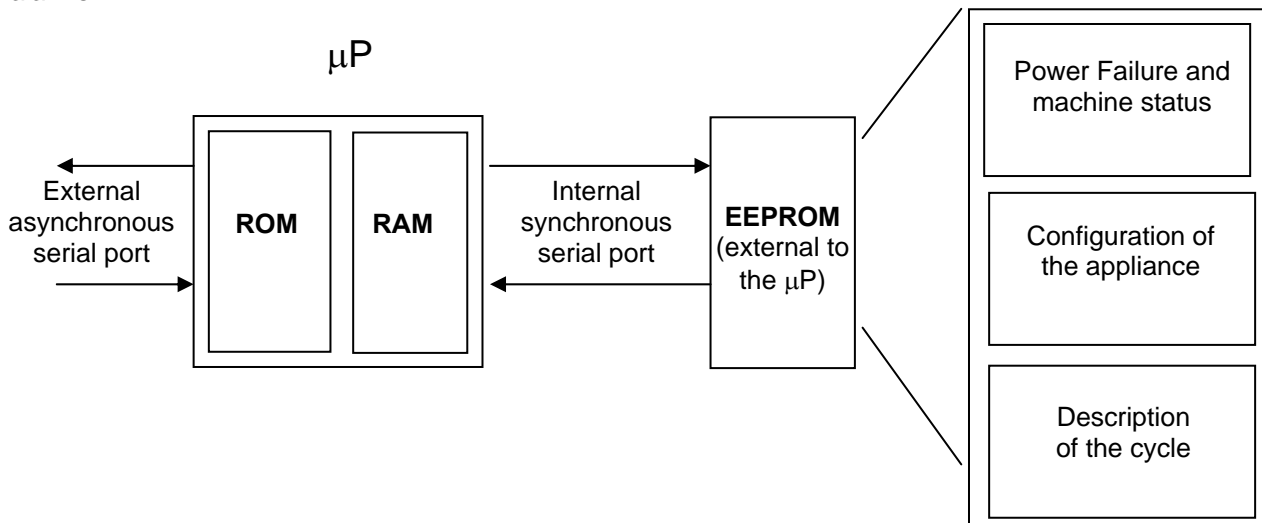 μP
External
asynchronous
serial port
ROM
RAM
Internal
synchronous
serial port
EEPROM
(external to
the μP)
Power Failure and
machine status
Configuration of
the appliance
Description
of the cycle